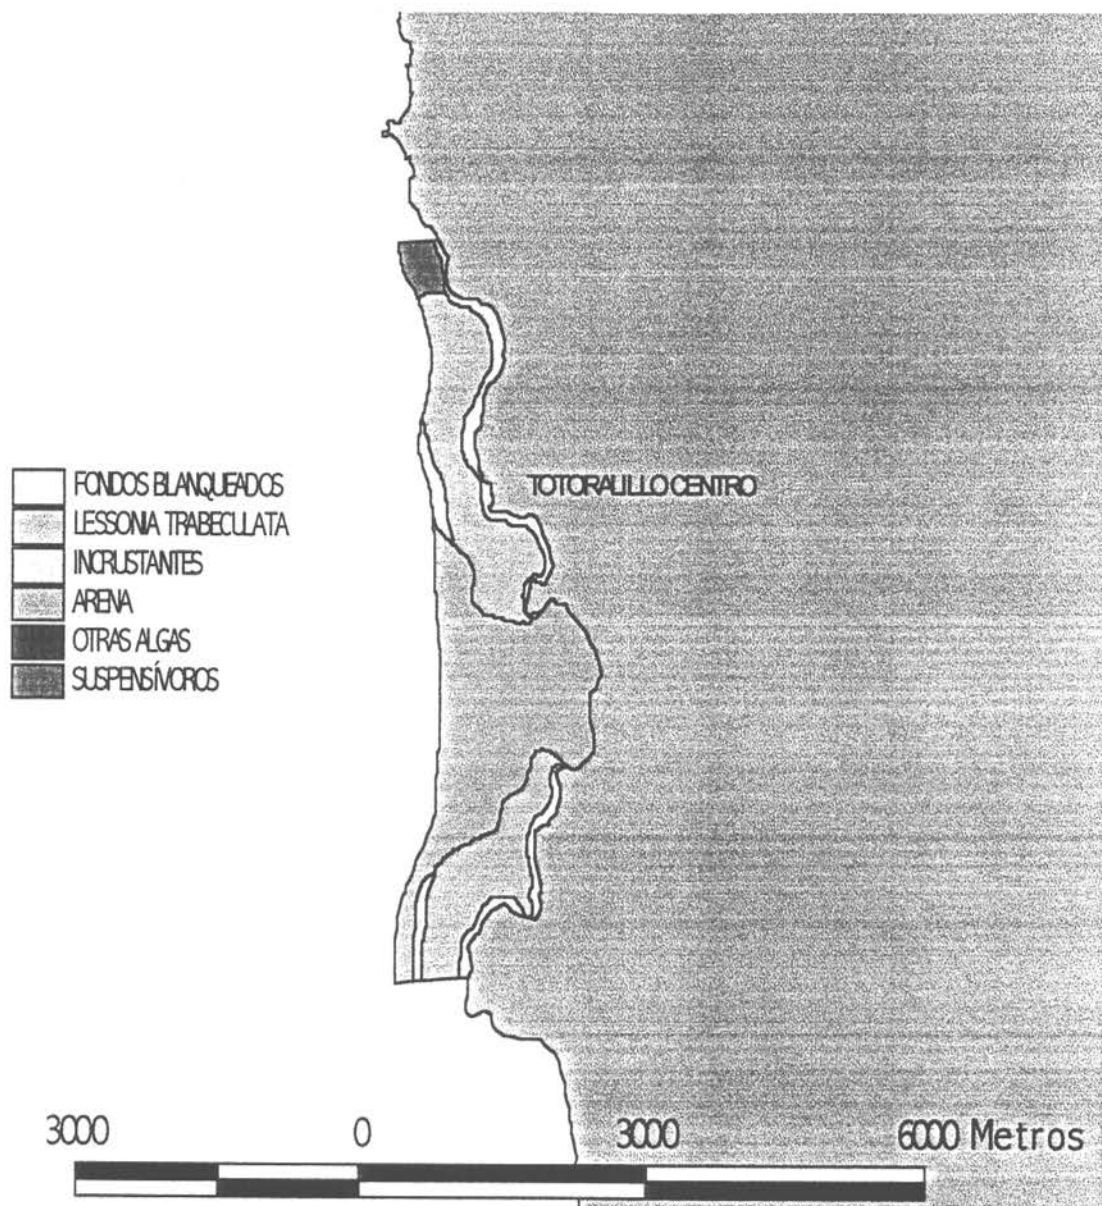 FONDOS BLANQUEADOS
LESSONIA TRABECULATA
INCRUSTANTES
ARENA
OTRAS ALGAS
SUSPENSÍVOROS
TOTORALILLO CENTRO
3000 0 3000 6000 Metros